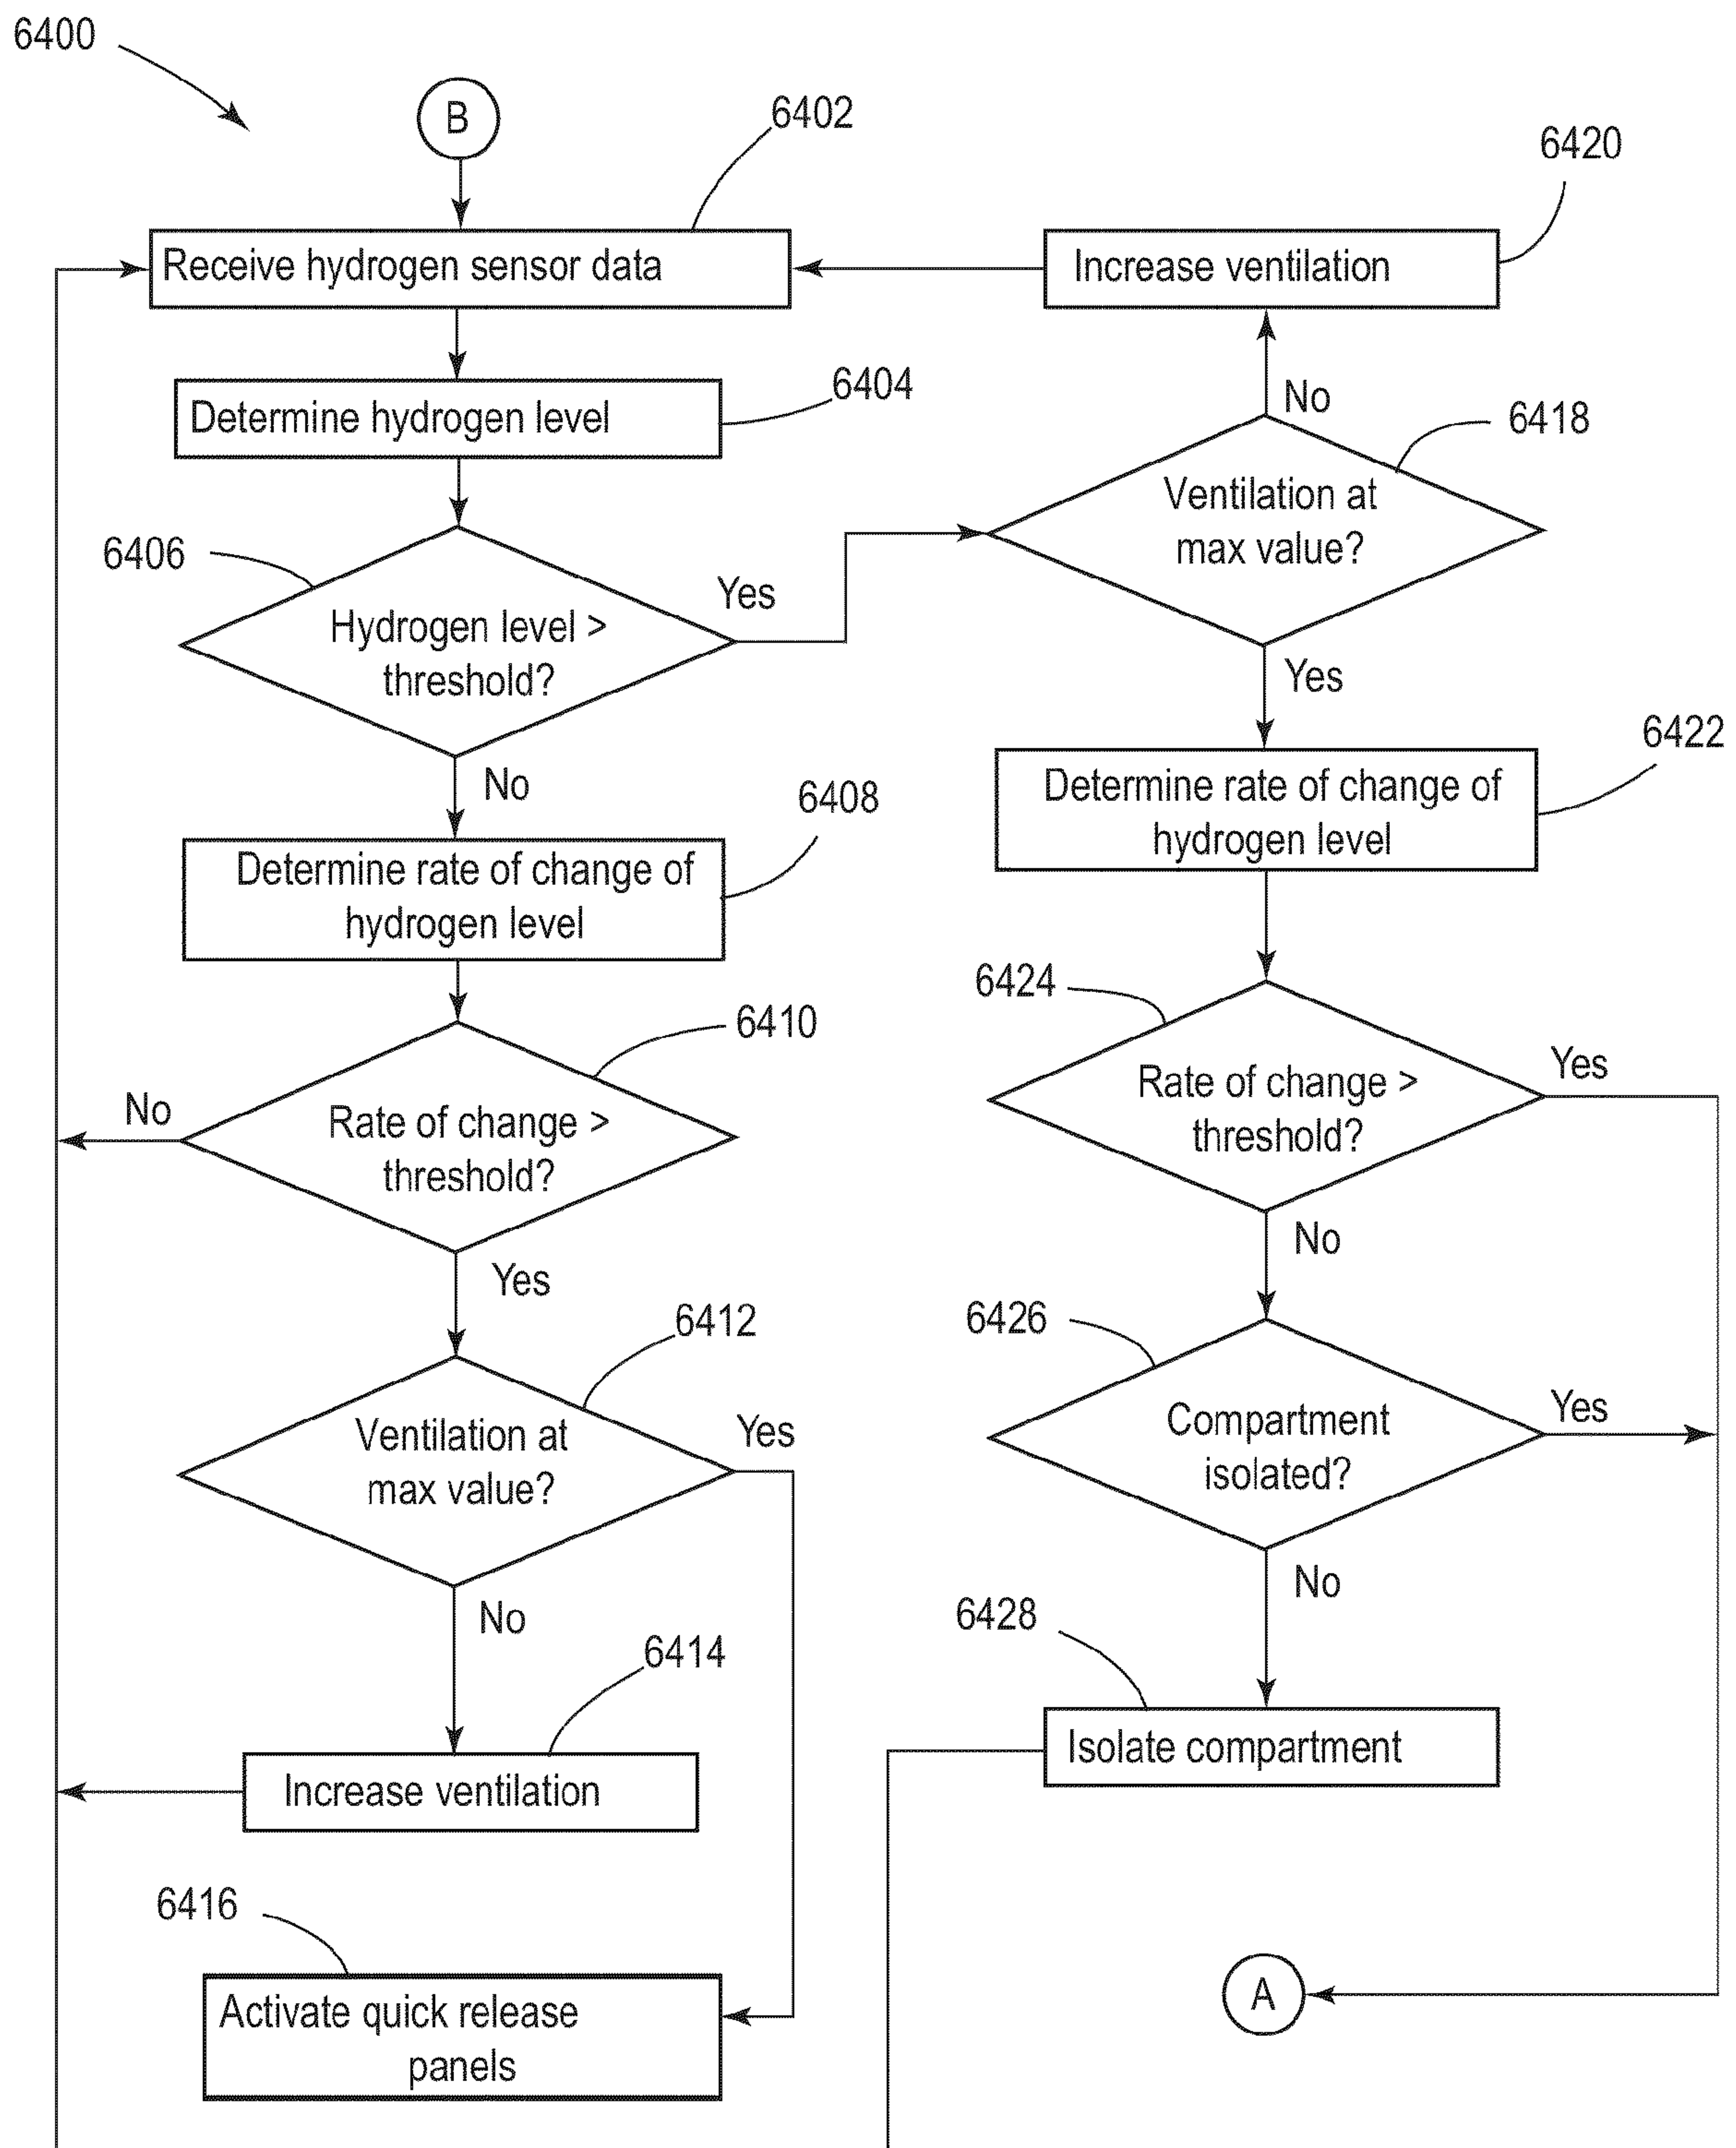 6400
B
6402
6420
Receive hydrogen sensor data
Increase ventilation
6404
Determine hydrogen level
No
6418
Ventilation at
max value?
6406
Yes
Hydrogen level >
threshold?
Yes
No
6422
Determine rate of change of
hydrogen level
6408
Determine rate of change of
hydrogen level
6424
6410
Yes
Rate of change >
threshold?
No
Rate of change >
threshold?
No
Yes
6426
6412
Yes
Compartment
isolated?
Ventilation at
max value?
Yes
No
No
6428
6414
Isolate compartment
Increase ventilation
6416
A
Activate quick release
panels